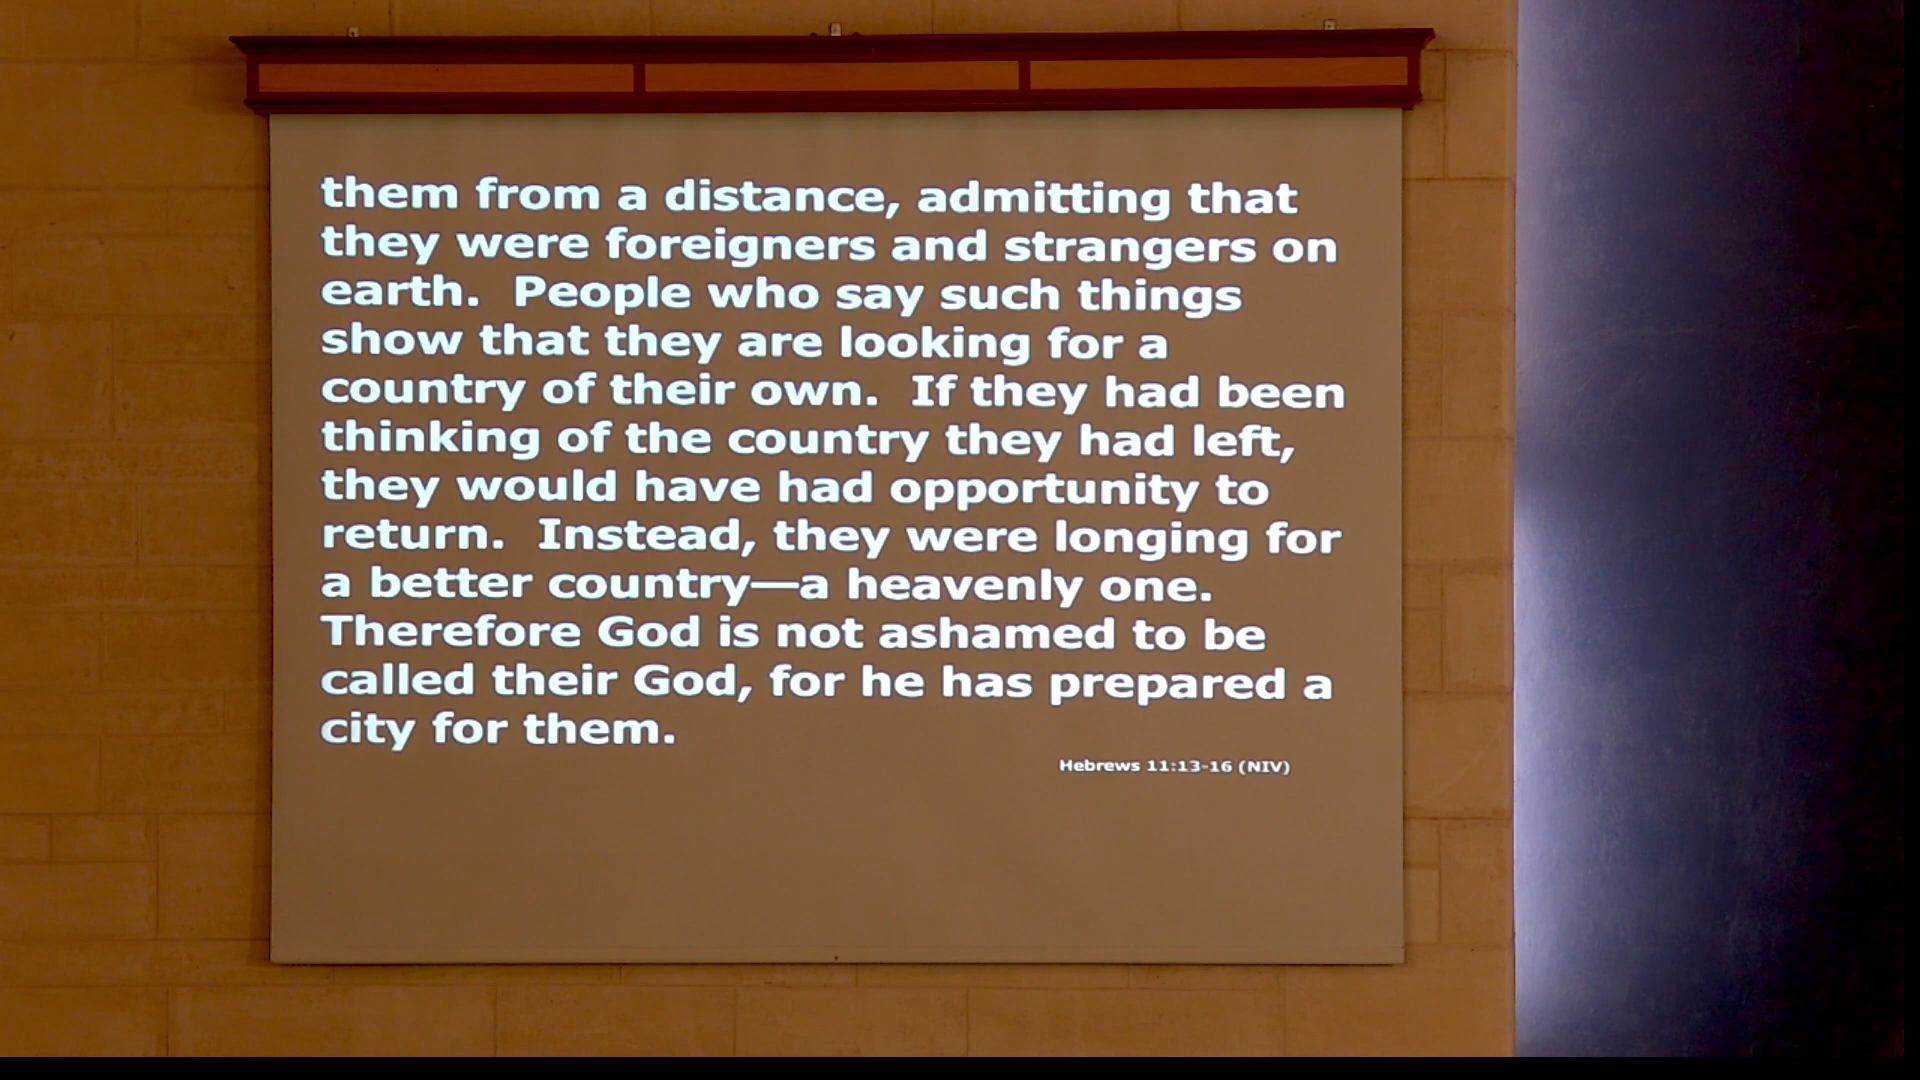 them from a distance, admitting that
they were foreigners and strangers on
earth.  People who say such things
show that they are looking for a
country of their own.  If they had been
thinking of the country they had left,
they would have had opportunity to
return.  Instead, they were longing for
a better country—a heavenly one.
Therefore God is not ashamed to be
called their God, for he has prepared a
city for them.
Hebrews 11:13-16 (NIV)